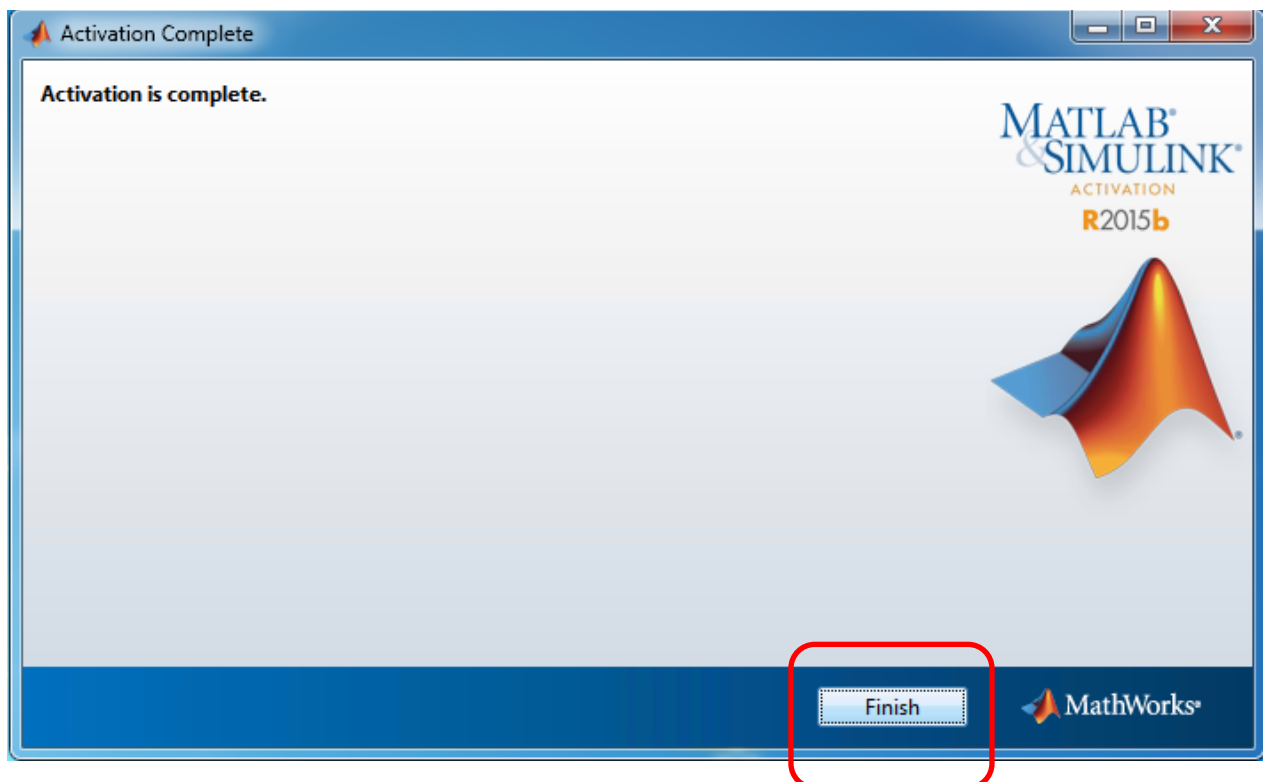 Activation Complete
Activation is complete.
MATLAB®
&SIMULINK®
ACTIVATION
R2015b
®
Finish
MathWorks®